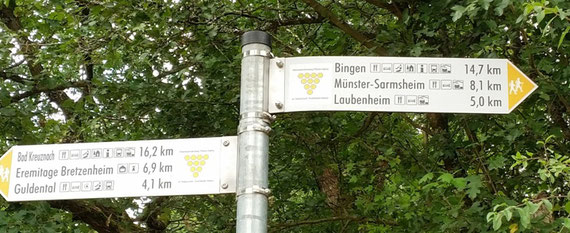 Bingen 14,7 km
Münster-Sarmsheim 8,1 km
Laubenheim 5,0 km
Bad Kreuznach 16,2 km
Eremitage Bretzenheim 6,9 km
Guldental 4,1 km